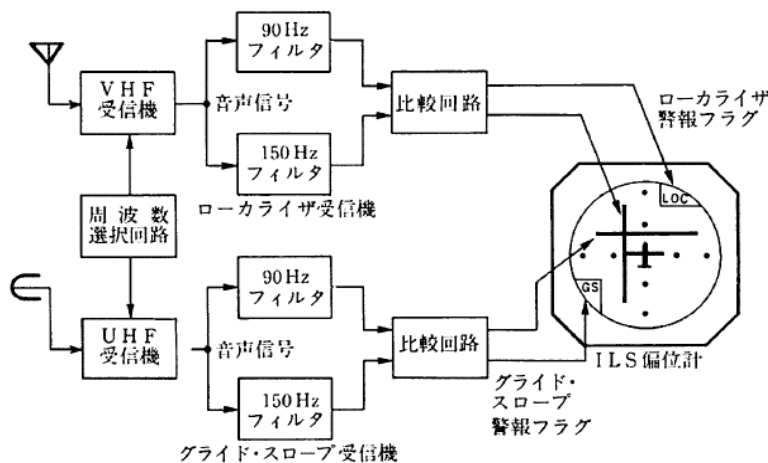 90Hz
フィルタ
VHF
受信機
音声信号
比較回路
ローカライザ
警報フラグ
150Hz
フィルタ
ローカライザ受信機
LOC
周波数
選択回路
90Hz
フィルタ
GS
UHF
受信機
音声信号
比較回路
ILS偏位計
150Hz
フィルタ
グライド・
スロープ
警報フラグ
グライド・スロープ受信機